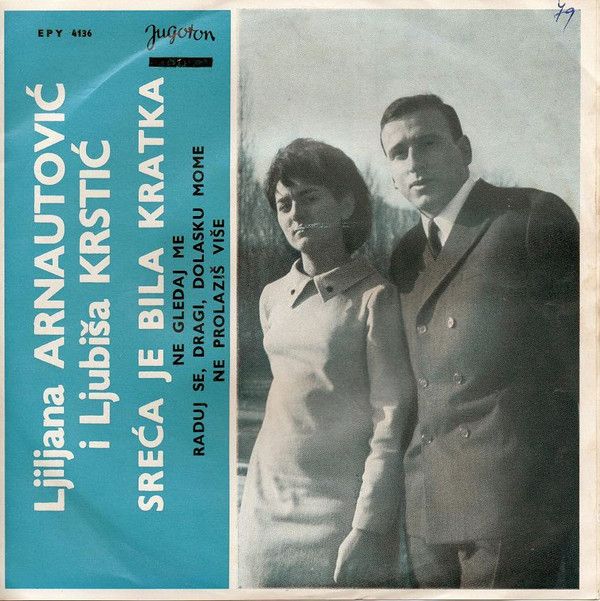 EPY 4136
Jugoton
Ljiljana ARNAUTOVIĆ
i Ljubiša KRSTIĆ
SREĆA JE BILA KRATKA
NE GLEDAJ ME
RADUJ SE, DRAGI, DOLASKU MOME
NE PROLAZIŠ VIŠE
79